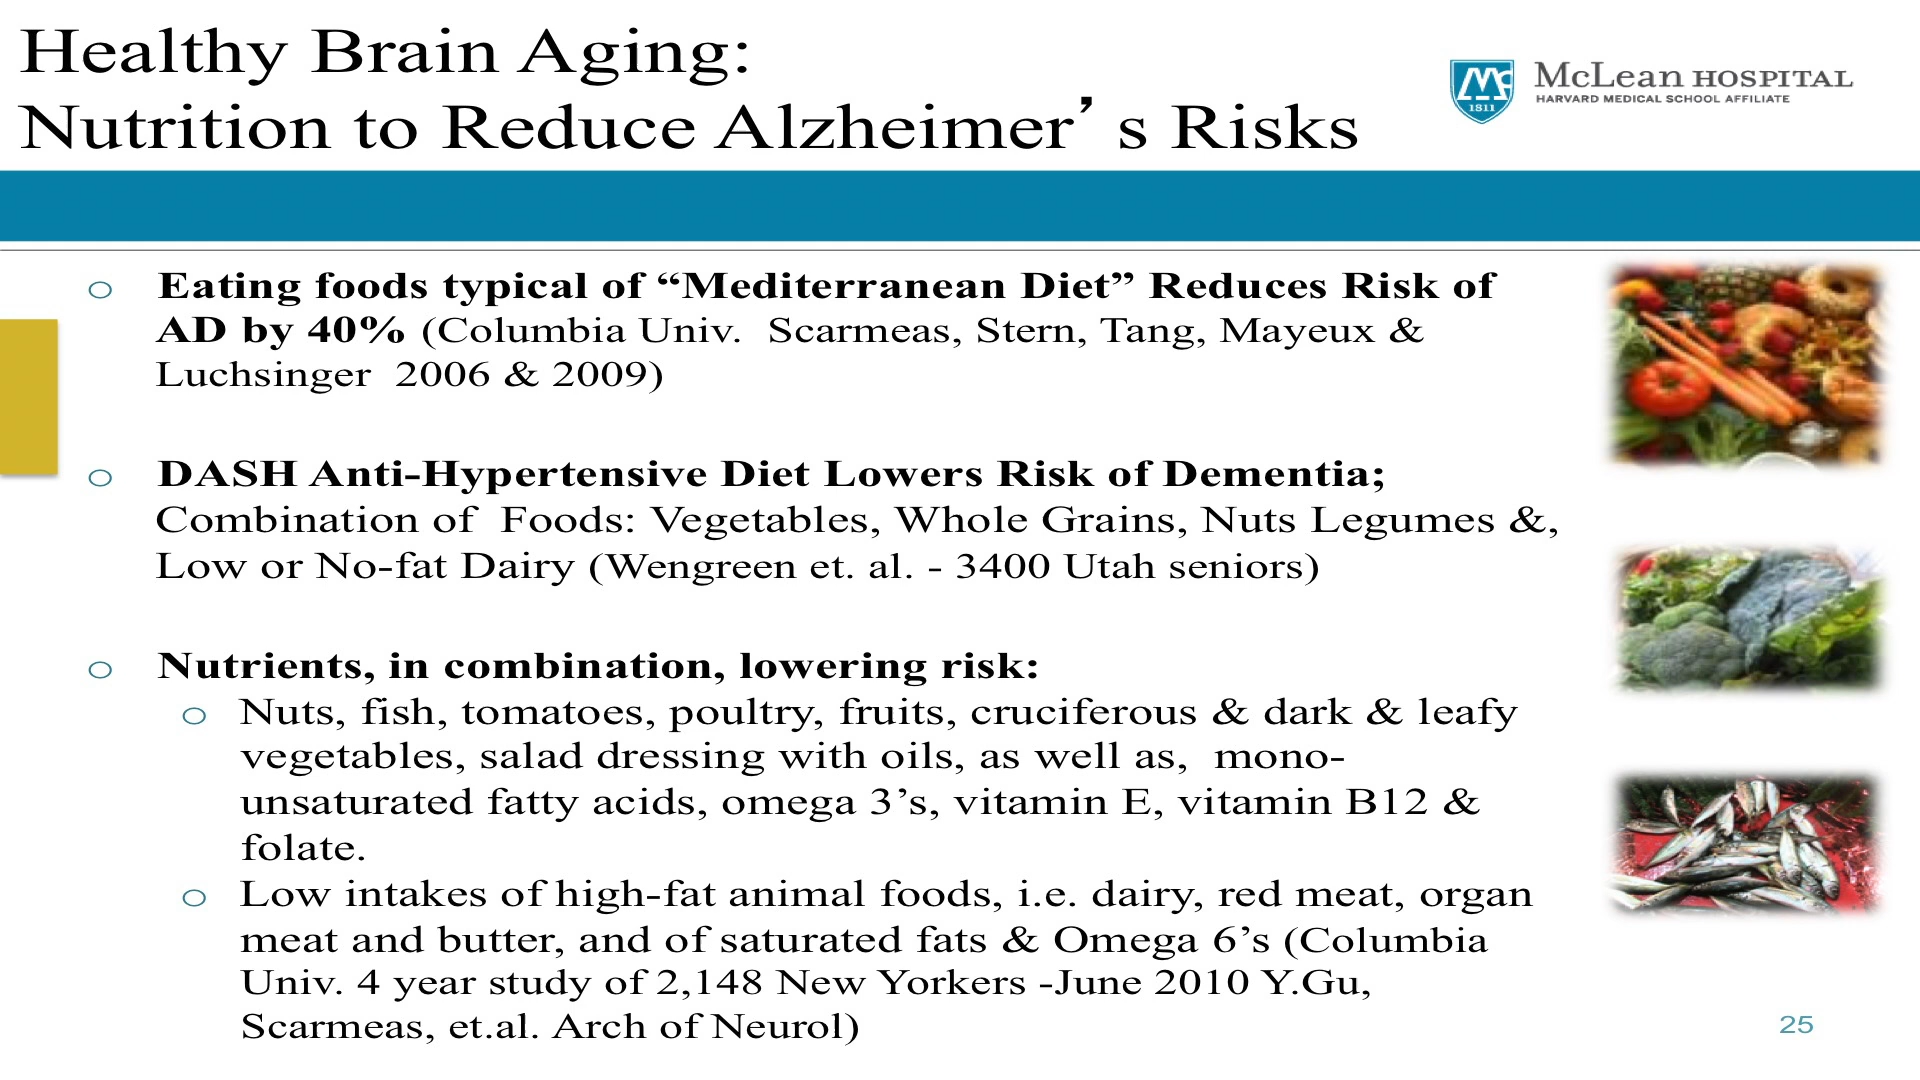 Healthy Brain Aging:
Nutrition to Reduce Alzheimer’s Risks
Mc
1811
McLean HOSPITAL
HARVARD MEDICAL SCHOOL AFFILIATE
o Eating foods typical of “Mediterranean Diet” Reduces Risk of
AD by 40% (Columbia Univ. Scarmeas, Stern, Tang, Mayeux &
Luchsinger 2006 & 2009)
o DASH Anti-Hypertensive Diet Lowers Risk of Dementia;
Combination of Foods: Vegetables, Whole Grains, Nuts Legumes &,
Low or No-fat Dairy (Wengreen et. al. - 3400 Utah seniors)
o Nutrients, in combination, lowering risk:
o Nuts, fish, tomatoes, poultry, fruits, cruciferous & dark & leafy
vegetables, salad dressing with oils, as well as, mono-
unsaturated fatty acids, omega 3’s, vitamin E, vitamin B12 &
folate.
o Low intakes of high-fat animal foods, i.e. dairy, red meat, organ
meat and butter, and of saturated fats & Omega 6’s (Columbia
Univ. 4 year study of 2,148 New Yorkers -June 2010 Y.Gu,
Scarmeas, et.al. Arch of Neurol)
25